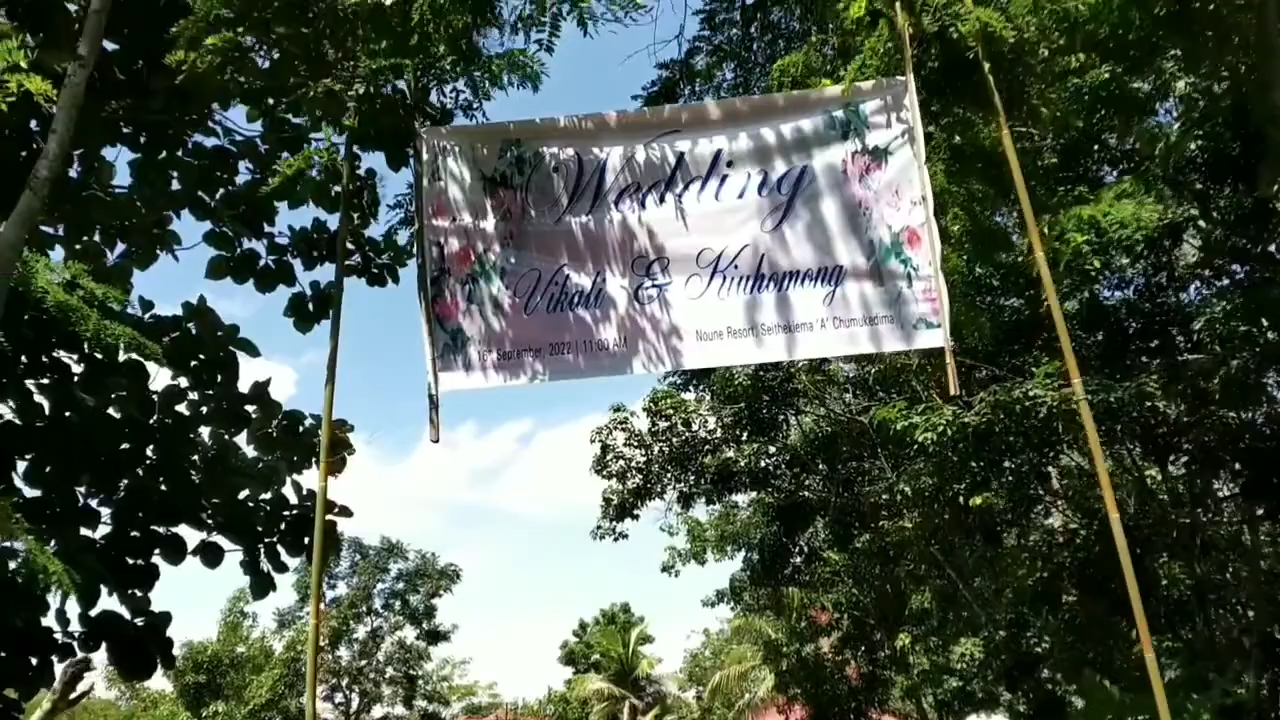 Wedding
Vikali & Kiuhomong
16th September, 2022 | 11:00 AM
Noune Resort, Seithekiema 'A' Chumukedima